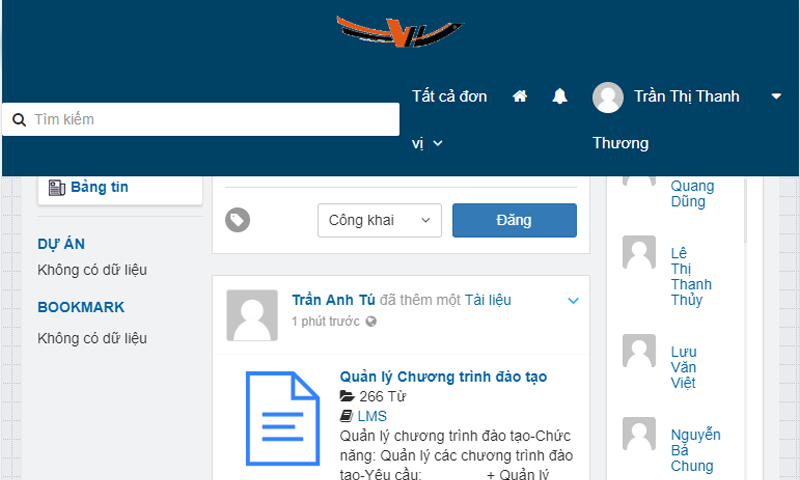 Tất cả đơn
vị
Trần Thị Thanh
Thương
Tìm kiếm
Bảng tin
DỰ ÁN
Không có dữ liệu
BOOKMARK
Không có dữ liệu
Công khai
Đăng
Trần Anh Tú đã thêm một Tài liệu
1 phút trước
Quản lý Chương trình đào tạo
266 Từ
LMS
Quản lý chương trình đào tạo-Chức
năng: Quản lý các chương trình đào
tạo-Yêu cầu: + Quản lý
Quang
Dũng
Lê
Thị
Thanh
Thủy
Lưu
Văn
Việt
Nguyễn
Bá
Chung